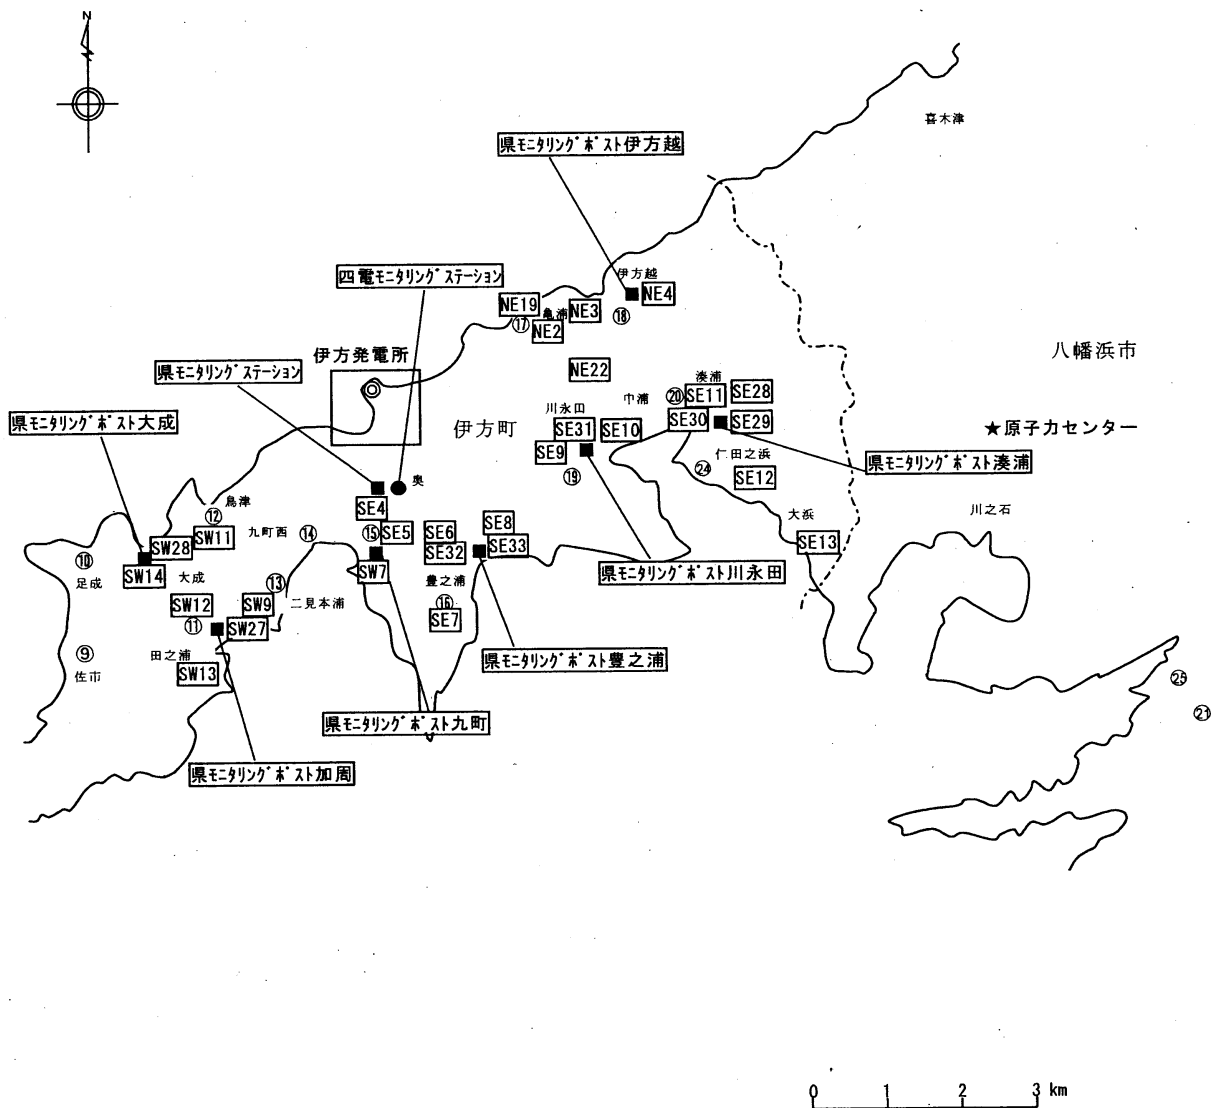 N
喜木津
県モニタリングポスト伊方越
四電モニタリングステーション
伊方越
NE4
NE19
亀浦
NE3
⑰
NE2
⑱
伊方発電所
八幡浜市
県モニタリングステーション
NE22
湊浦
SE28
中浦
⑳
SE11
県モニタリングポスト大成
川永田
伊方町
SE31
SE10
SE30
SE29
★原子力センター
SE9
仁田之浜
県モニタリングポスト湊浦
⑲
㉔
SE12
奥
SE4
鳥津
⑫
九町西
⑭
⑮
SE5
SE6
SE8
大浜
川之石
SW28
SW11
SE32
SE33
SE13
⑩
足成
SW14
大成
SW7
豊之浦
県モニタリングポスト川永田
⑬
SW12
SW9
二見本浦
⑯
SE7
⑪
SW27
⑨
佐市
田之浦
SW13
県モニタリングポスト豊之浦
㉕
㉑
県モニタリングポスト九町
県モニタリングポスト加周
0 1 2 3 km